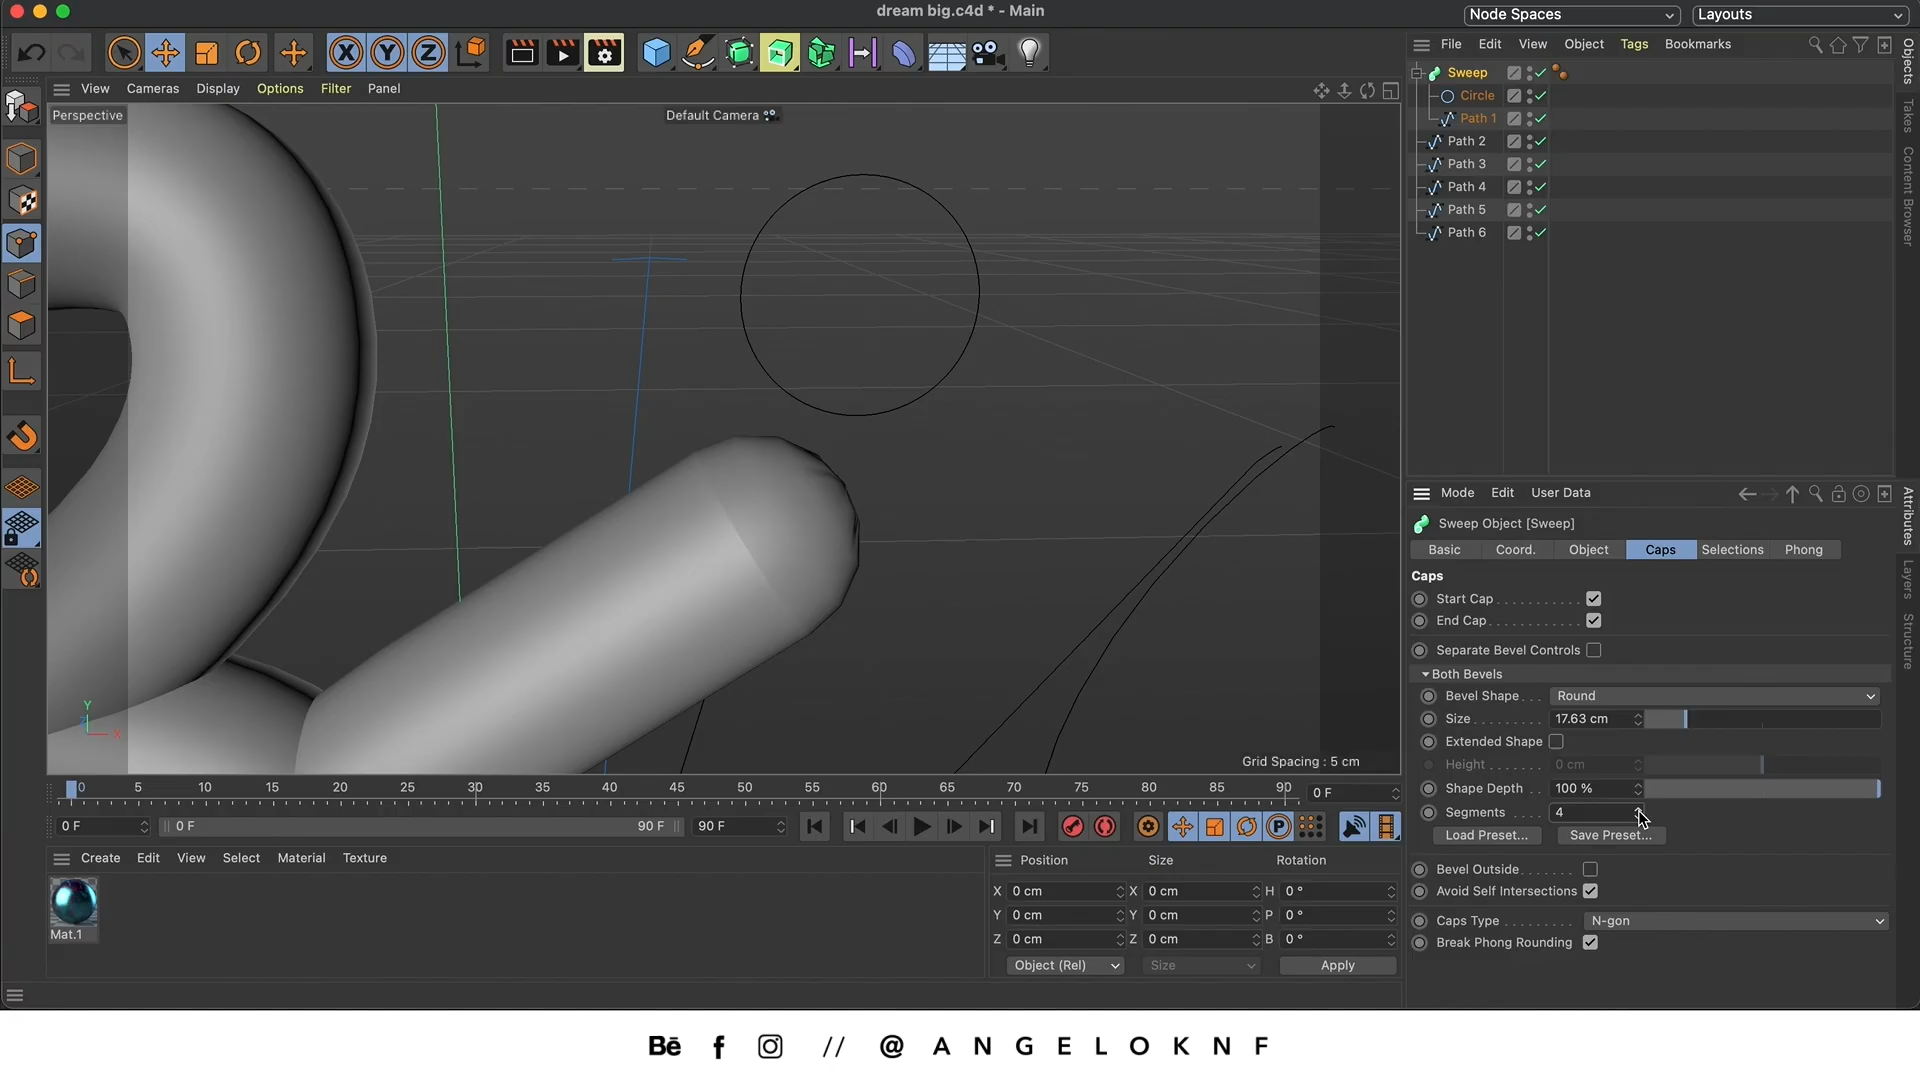 dream big.c4d * - Main
Node Spaces
Layouts
X Y Z
File Edit View Object Tags Bookmarks
View Cameras Display Options Filter Panel
Perspective
Default Camera
Sweep
Circle
Path 1
Path 2
Path 3
Path 4
Path 5
Path 6
Objects
Takes
Content Browser
Mode Edit User Data
Sweep Object [Sweep]
Basic Coord. Object Caps Selections Phong
Caps
Start Cap
End Cap
Separate Bevel Controls
Both Bevels
Bevel Shape Round
Size 17.63 cm
Extended Shape
Height 0 cm
Shape Depth 100 %
Segments 4
Load Preset... Save Preset...
Bevel Outside
Avoid Self Intersections
Caps Type N-gon
Break Phong Rounding
Attributes
Layers
Structure
Y
Z
X
Grid Spacing : 5 cm
0 5 10 15 20 25 30 35 40 45 50 55 60 65 70 75 80 85 90
0 F
0 F 0 F 90 F 90 F
P
Create Edit View Select Material Texture
Mat.1
Position Size Rotation
X 0 cm X 0 cm H 0 °
Y 0 cm Y 0 cm P 0 °
Z 0 cm Z 0 cm B 0 °
Object (Rel) Size Apply
Bē f // @ A N G E L O K N F